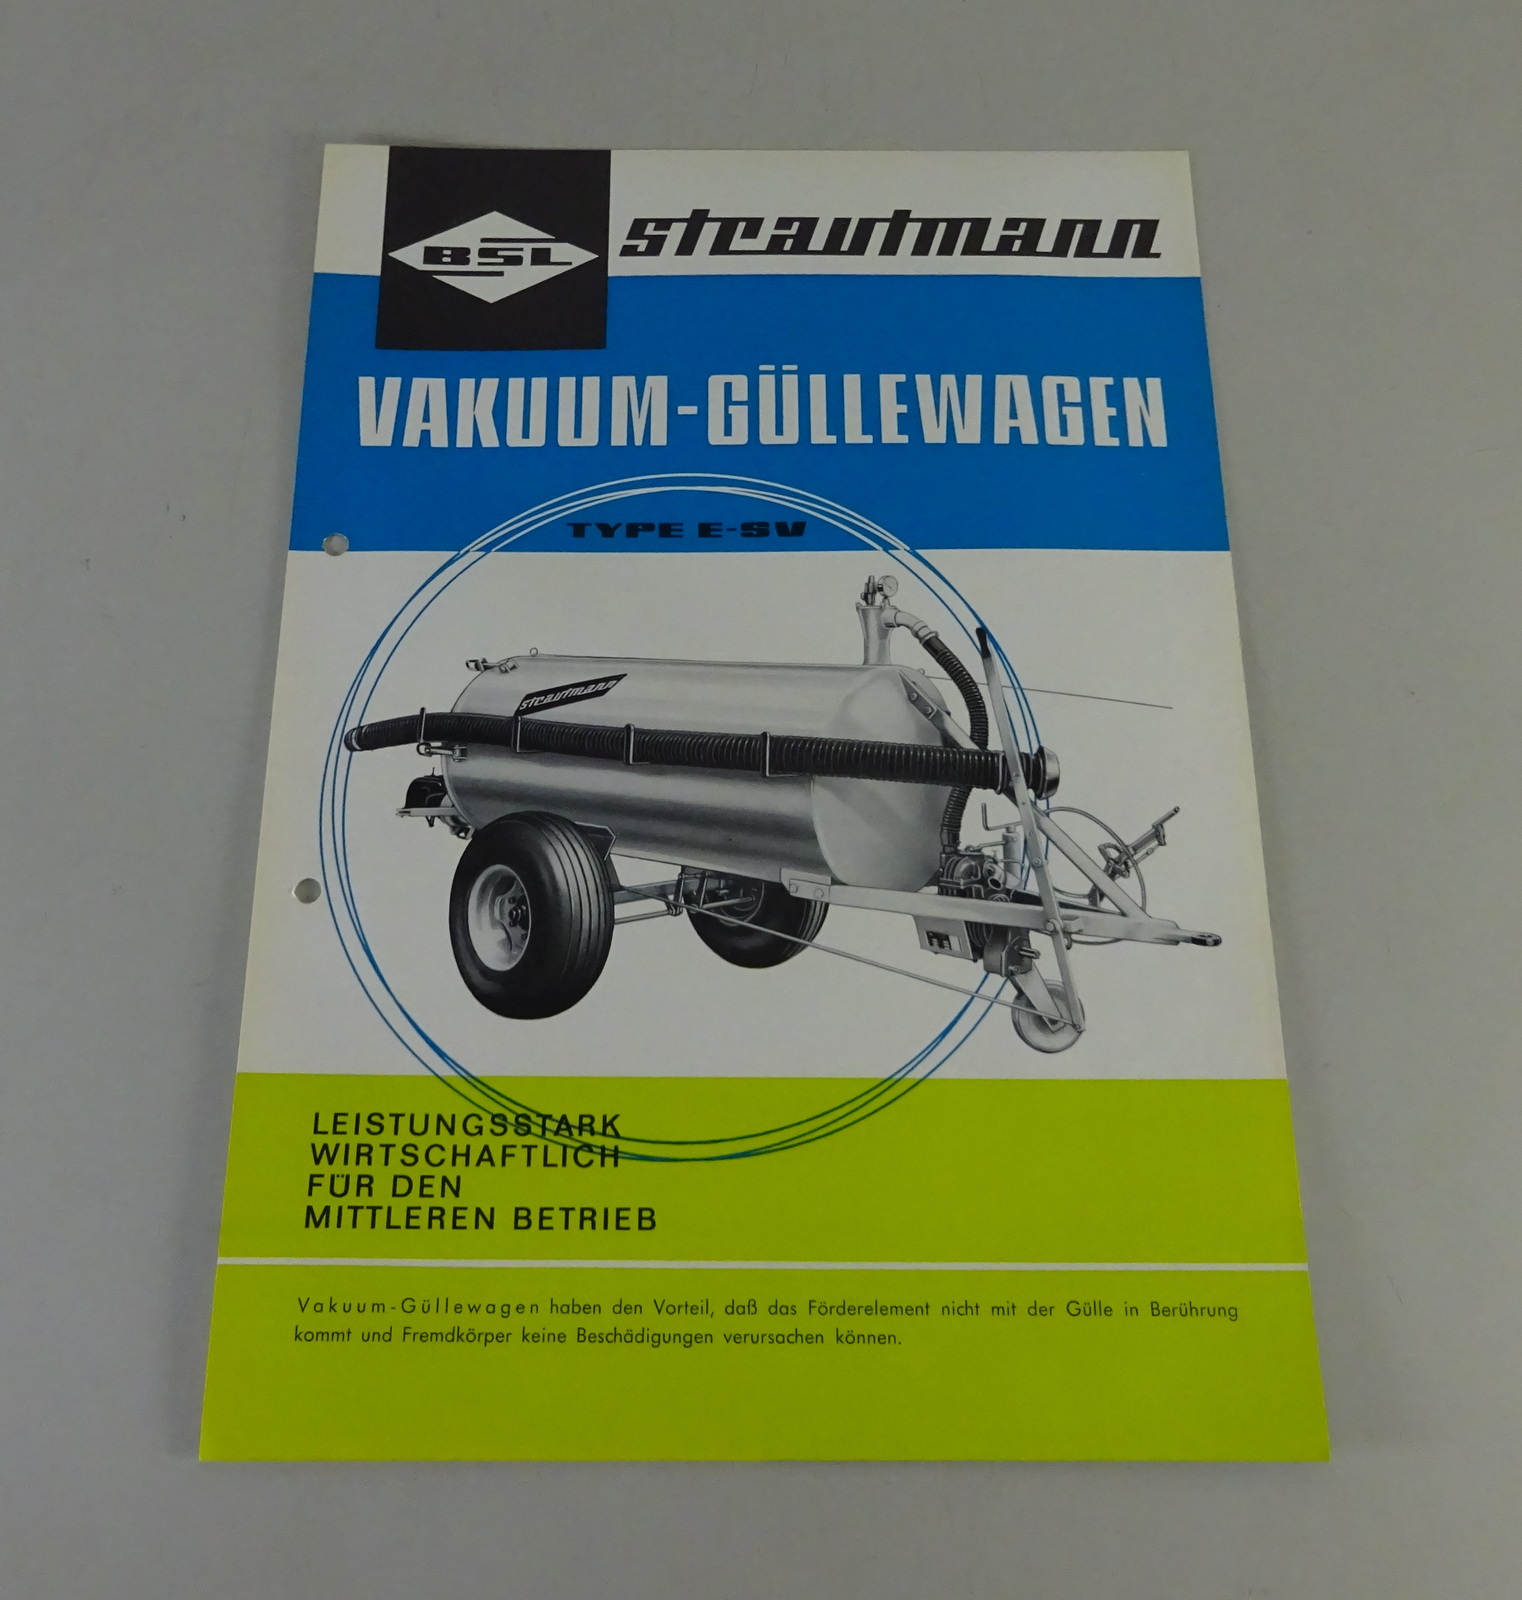 BSL
strautmann
VAKUUM-GÜLLEWAGEN
TYPE E-SV
strautmann
LEISTUNGSSTARK
WIRTSCHAFTLICH
FÜR DEN
MITTLEREN BETRIEB
Vakuum-Güllewagen haben den Vorteil, daß das Förderelement nicht mit der Gülle in Berührung
kommt und Fremdkörper keine Beschädigungen verursachen können.